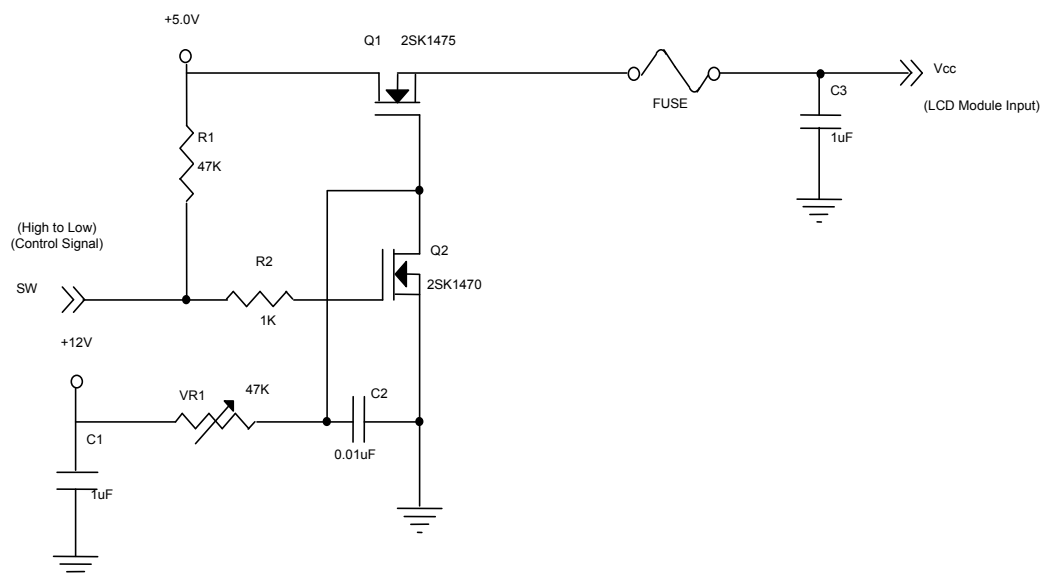 +5.0V
Q1 2SK1475
Vcc
FUSE
C3
(LCD Module Input)
1uF
R1
47K
(High to Low)
(Control Signal)
R2
Q2
SW
2SK1470
1K
+12V
VR1
47K
C2
C1
0.01uF
1uF